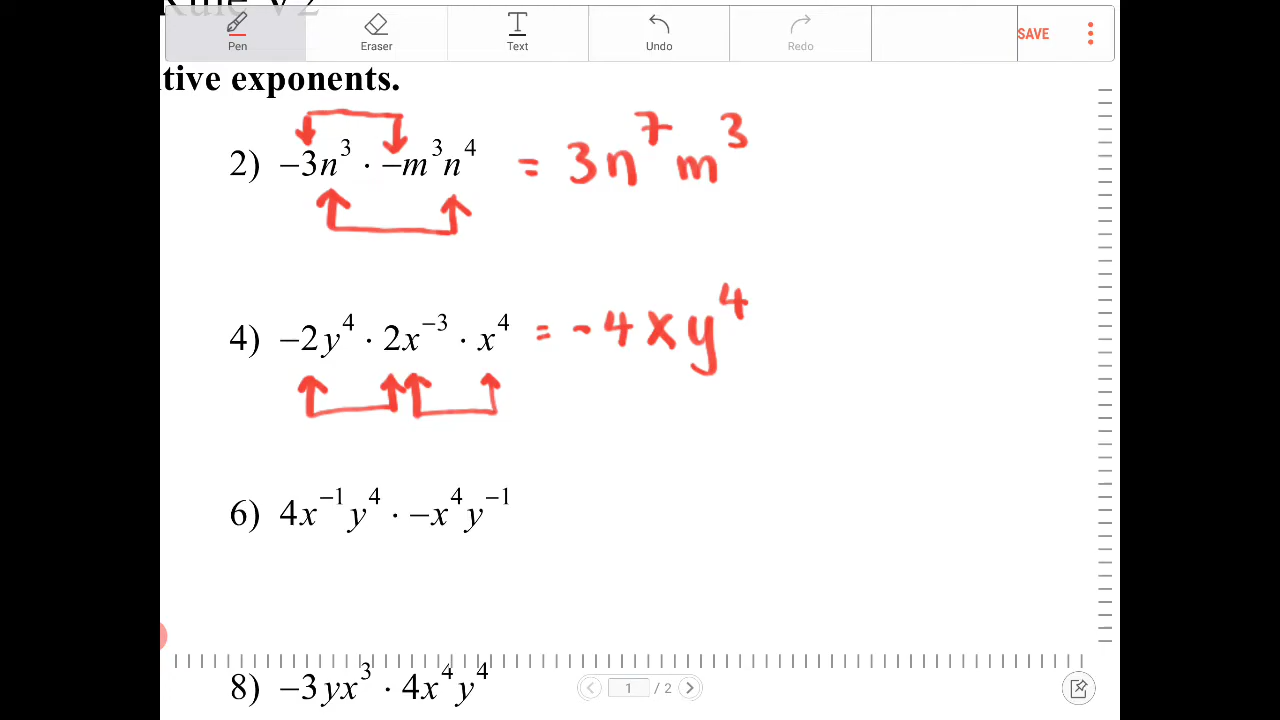 Pen Eraser Text Undo Redo SAVE
tive exponents.
2) −3n³ · −m³n⁴ = 3n⁷m³
4) −2y⁴ · 2x⁻³ · x⁴ = -4xy⁴
6) 4x⁻¹y⁴ · −x⁴y⁻¹
8) −3yx³ · 4x⁴y⁴
1 / 2